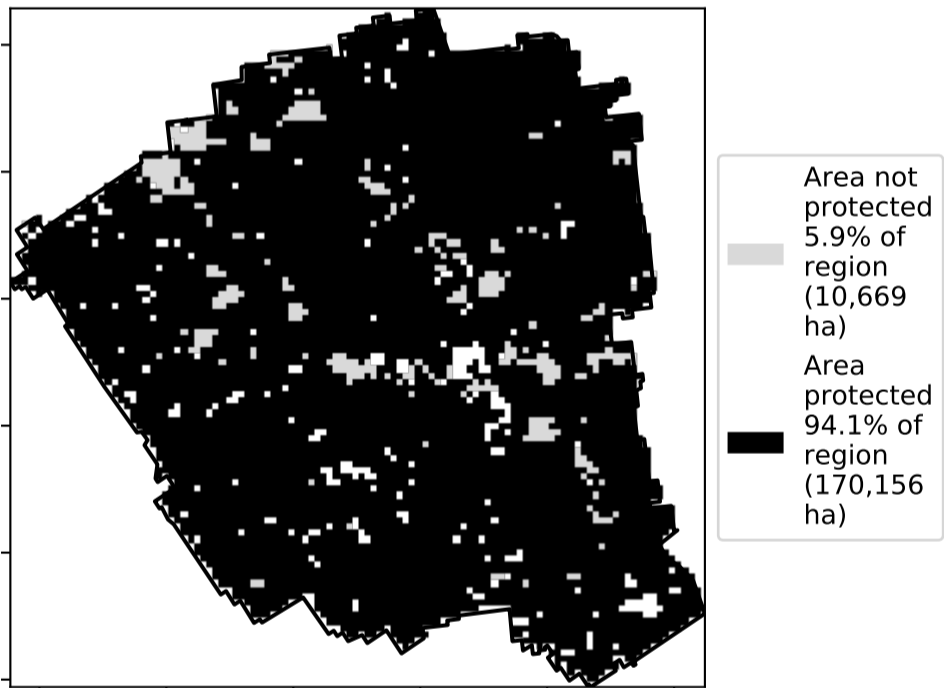 Area not
protected
5.9% of
region
(10,669
ha)
Area
protected
94.1% of
region
(170,156
ha)